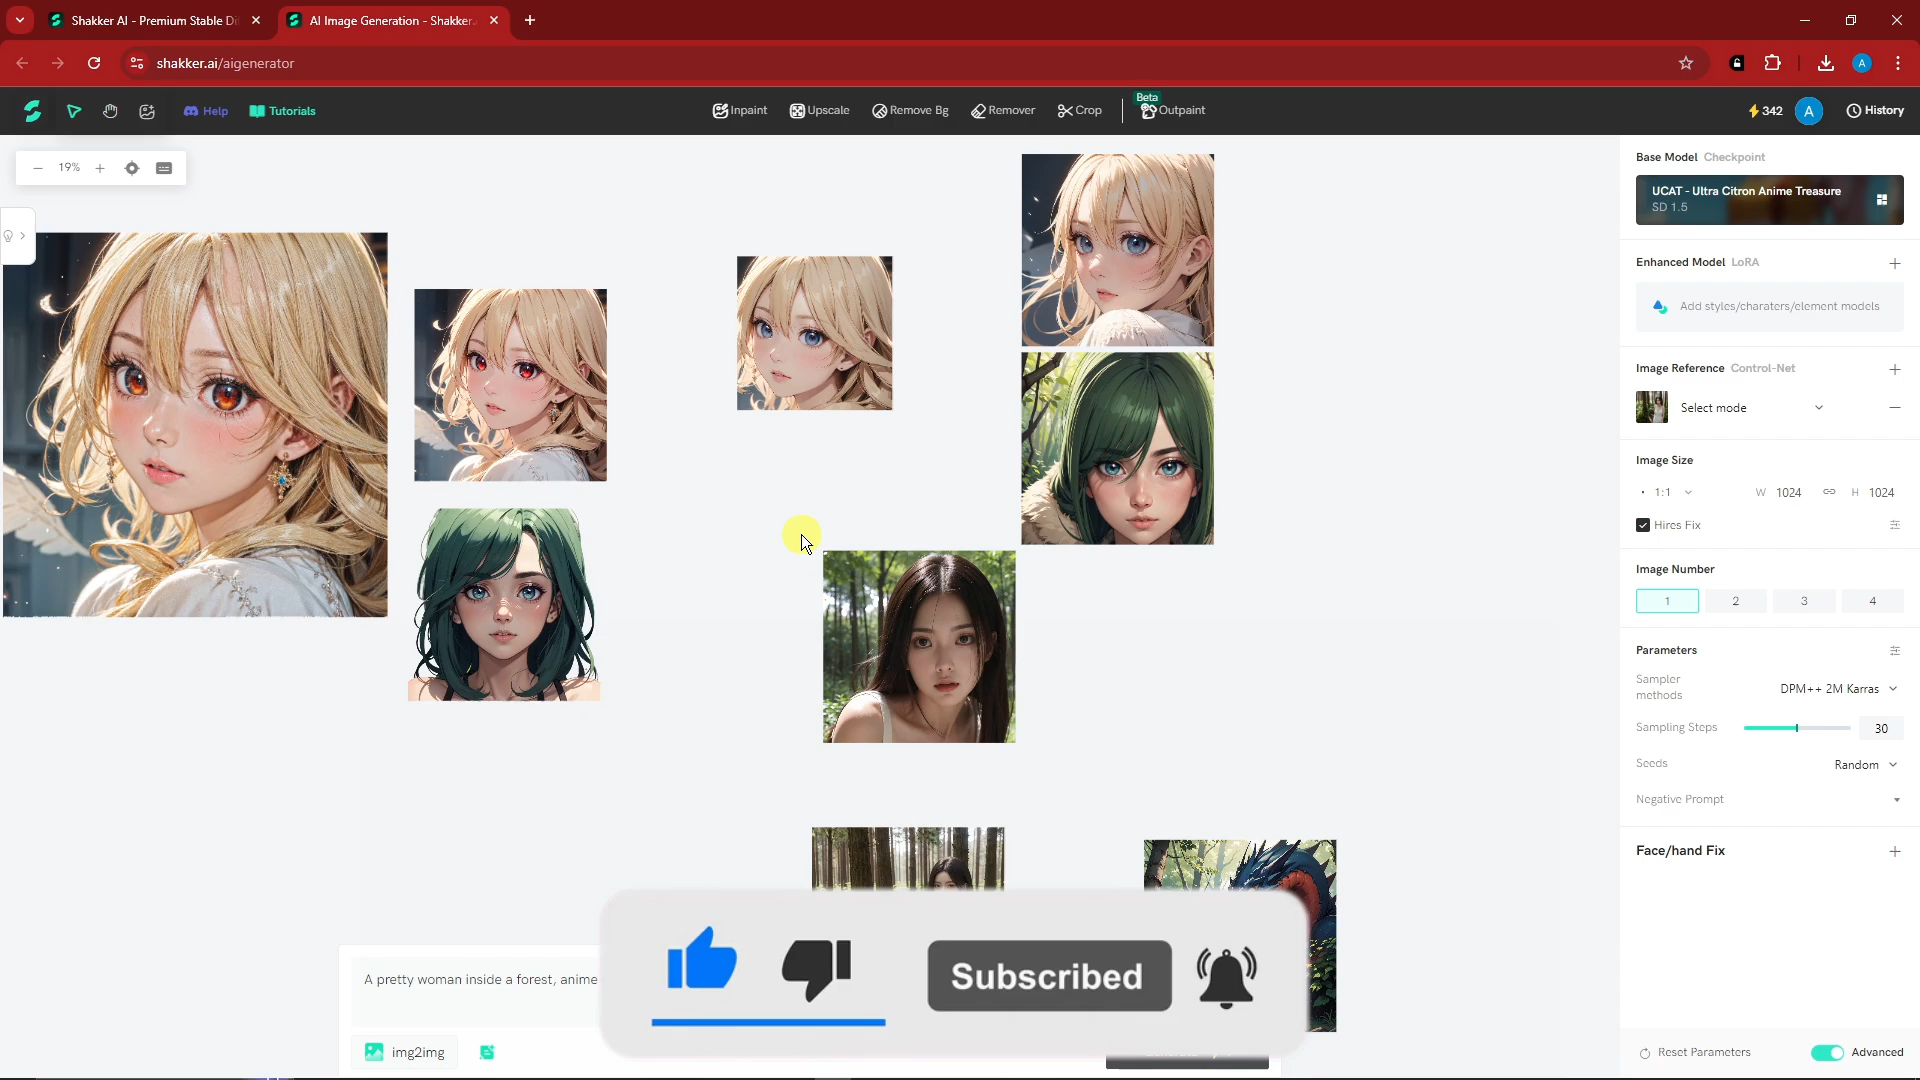 Shakker AI - Premium Stable Di
AI Image Generation - Shakker.
shakker.ai/aigenerator
Help
Tutorials
Inpaint
Upscale
Remove Bg
Remover
Crop
Beta
Outpaint
342
A
History
19%
Base Model Checkpoint
UCAT - Ultra Citron Anime Treasure
SD 1.5
Enhanced Model LoRA
Add styles/charaters/element models
Image Reference Control-Net
Select mode
Image Size
1:1
W 1024
H 1024
Hires Fix
Image Number
1 2 3 4
Parameters
Sampler
methods
DPM++ 2M Karras
Sampling Steps
30
Seeds
Random
Negative Prompt
Face/hand Fix
A pretty woman inside a forest, anime
Subscribed
img2img
Reset Parameters
Advanced